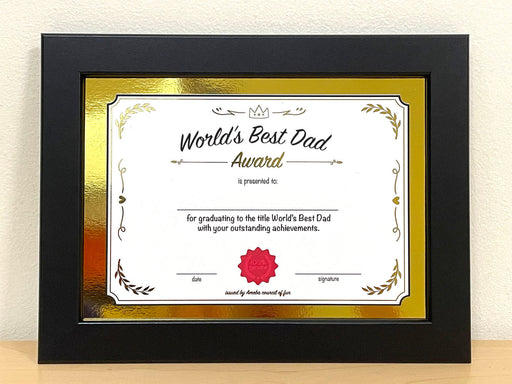 World's Best Dad
Award
is presented to:
for graduating to the title World's Best Dad
with your outstanding achievements.
date
signature
issued by Ameba council of fun